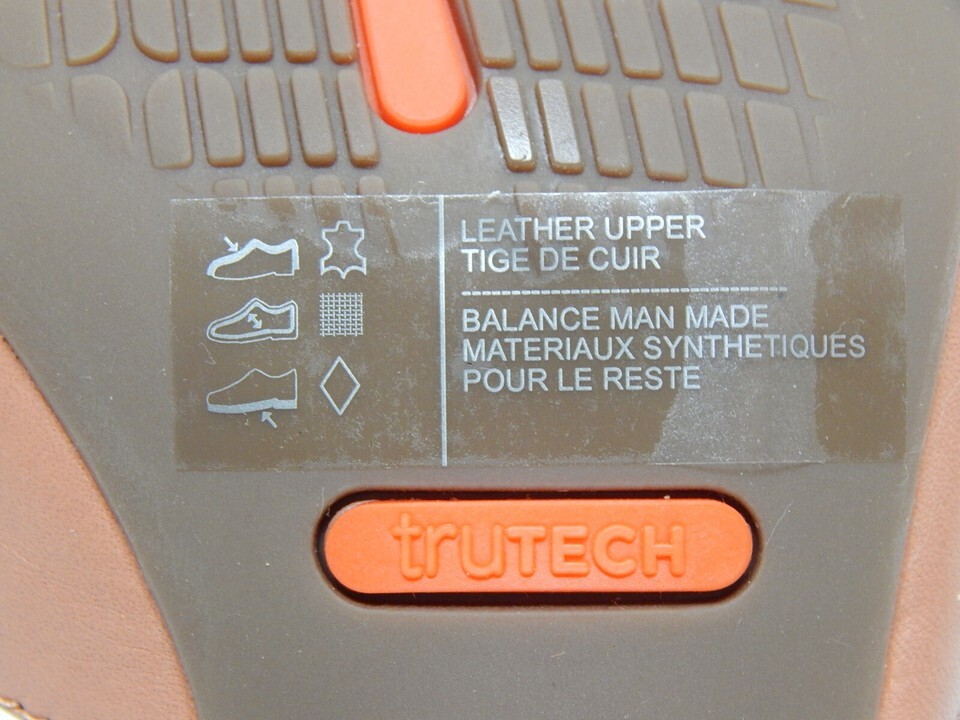 LEATHER UPPER
TIGE DE CUIR
BALANCE MAN MADE
MATERIAUX SYNTHETIQUES
POUR LE RESTE
truTECH